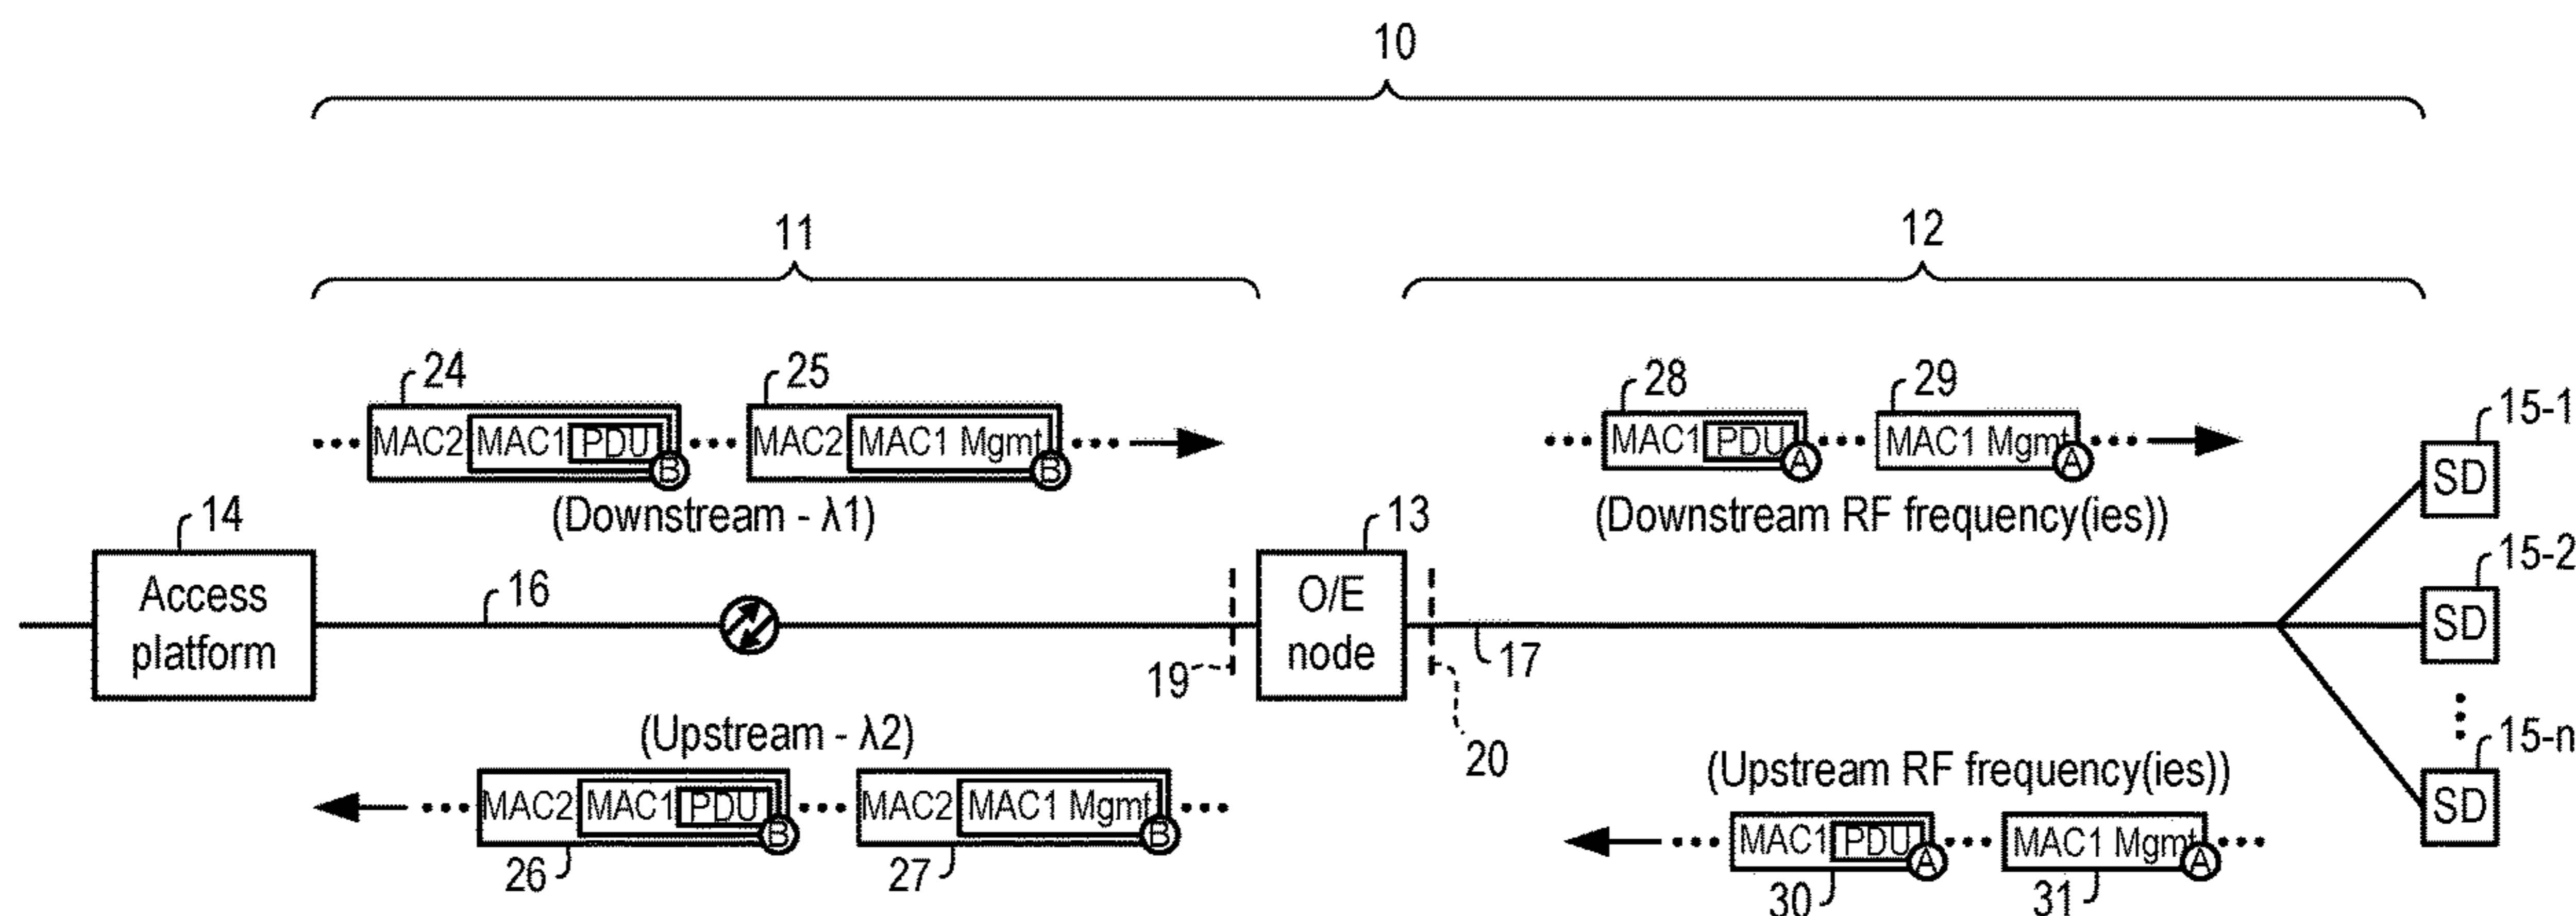 10
11
12
24
25
28
29
MAC2 MAC1 PDU B
MAC2 MAC1 Mgmt B
MAC1 PDU A
MAC1 Mgmt A
15-1
SD
(Downstream - λ1)
(Downstream RF frequency(ies))
14
Access
platform
16
13
O/E
node
15-2
SD
19
20
17
(Upstream - λ2)
(Upstream RF frequency(ies))
15-n
SD
MAC2 MAC1 PDU B
MAC2 MAC1 Mgmt B
MAC1 PDU A
MAC1 Mgmt A
26
27
30
31